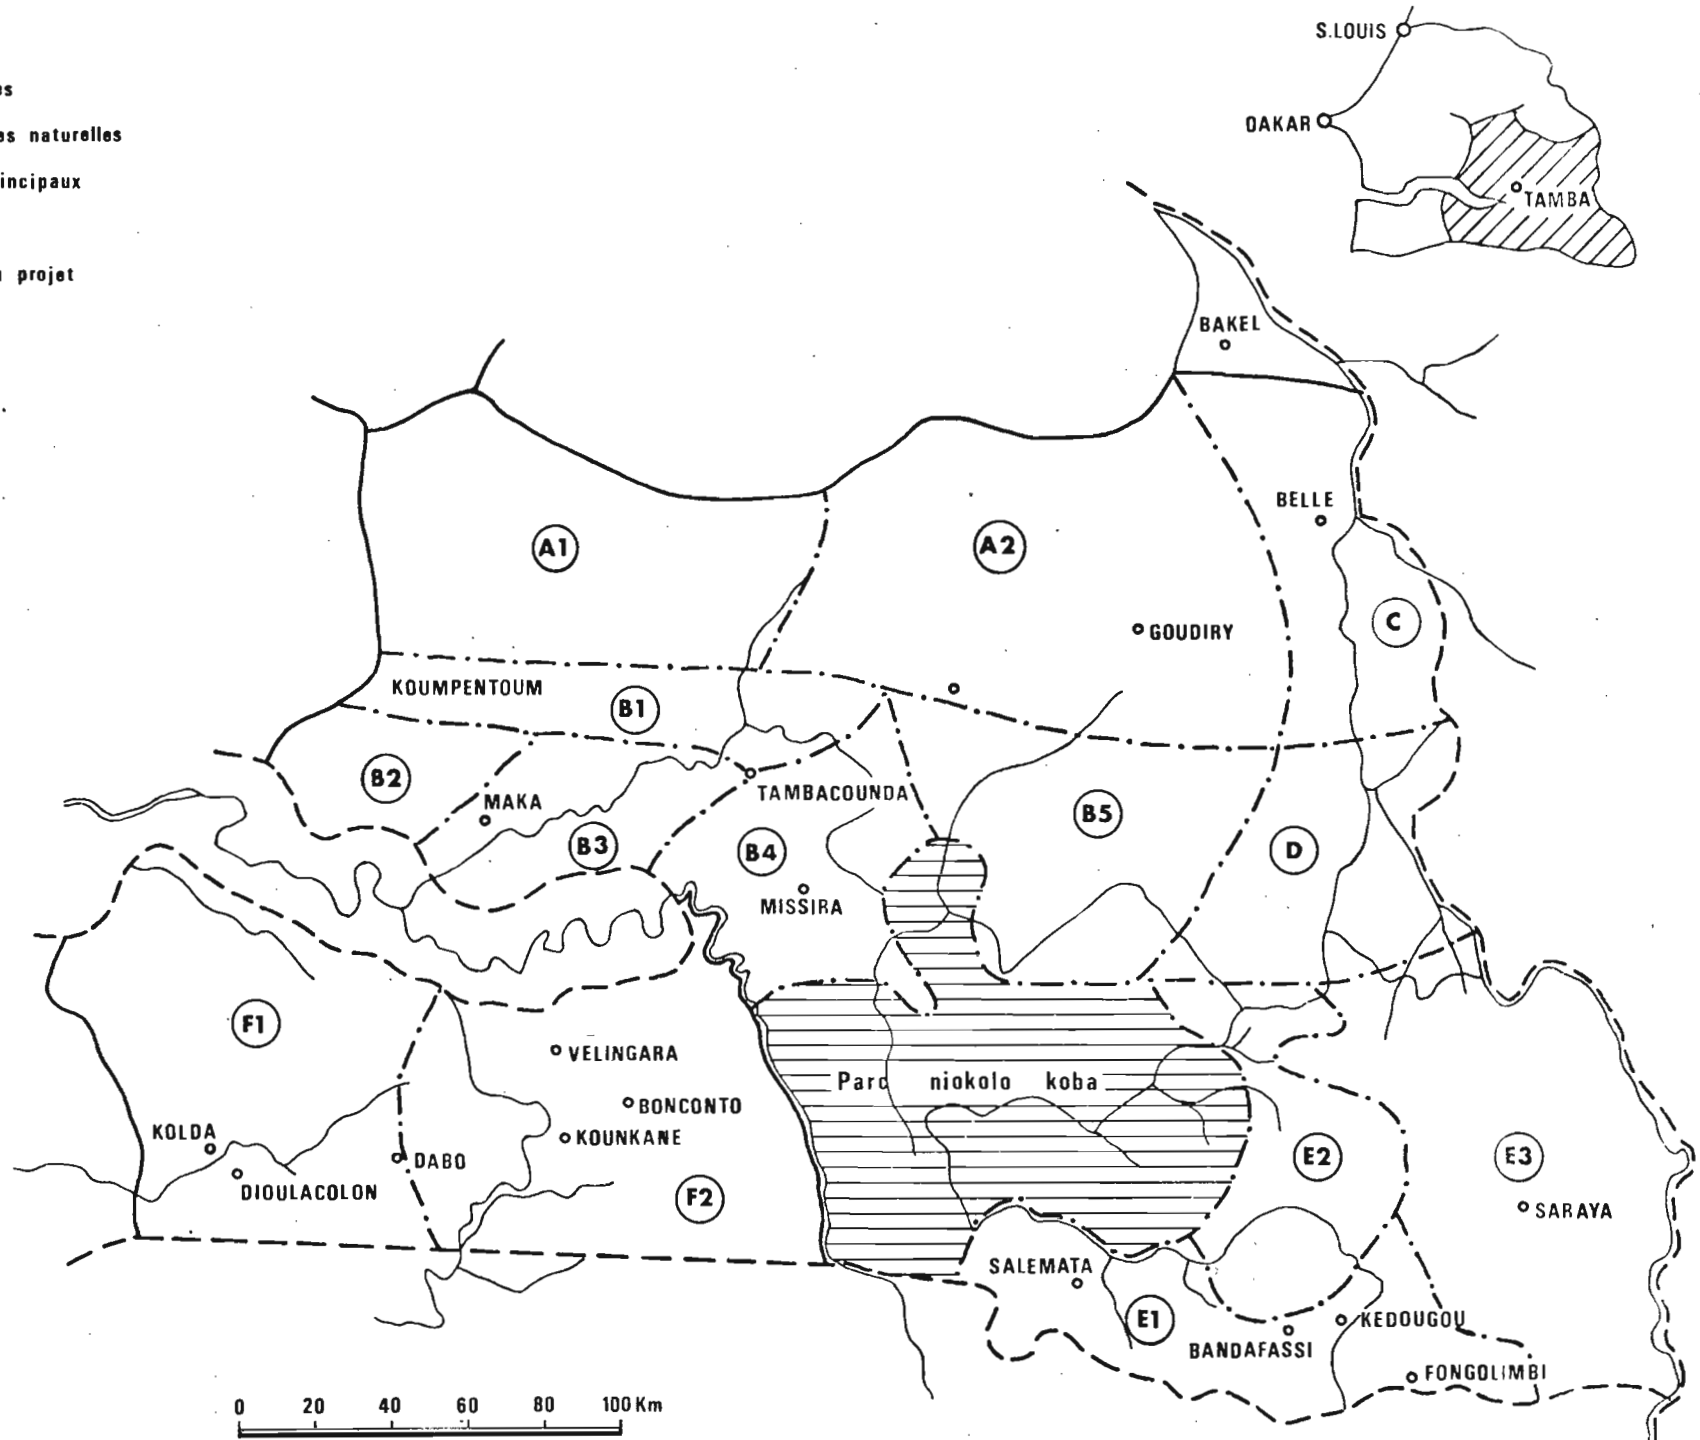 S.LOUIS
es
DAKAR
es naturelles
incipaux
TAMBA
projet
BAKEL
BELLE
A1
A2
C
GOUDIRY
KOUMPENTOUM
B1
B2
TAMBACOUNDA
MAKA
B5
B3
B4
D
MISSIRA
F1
VELINGARA
Parc niokolo koba
BONCONTO
KOLDA
KOUNKANE
DABO
E2
E3
DIOULACOLON
F2
SARAYA
SALEMATA
E1
KEDOUGOU
BANDAFASSI
FONGOLIMBI
0 20 40 60 80 100 Km